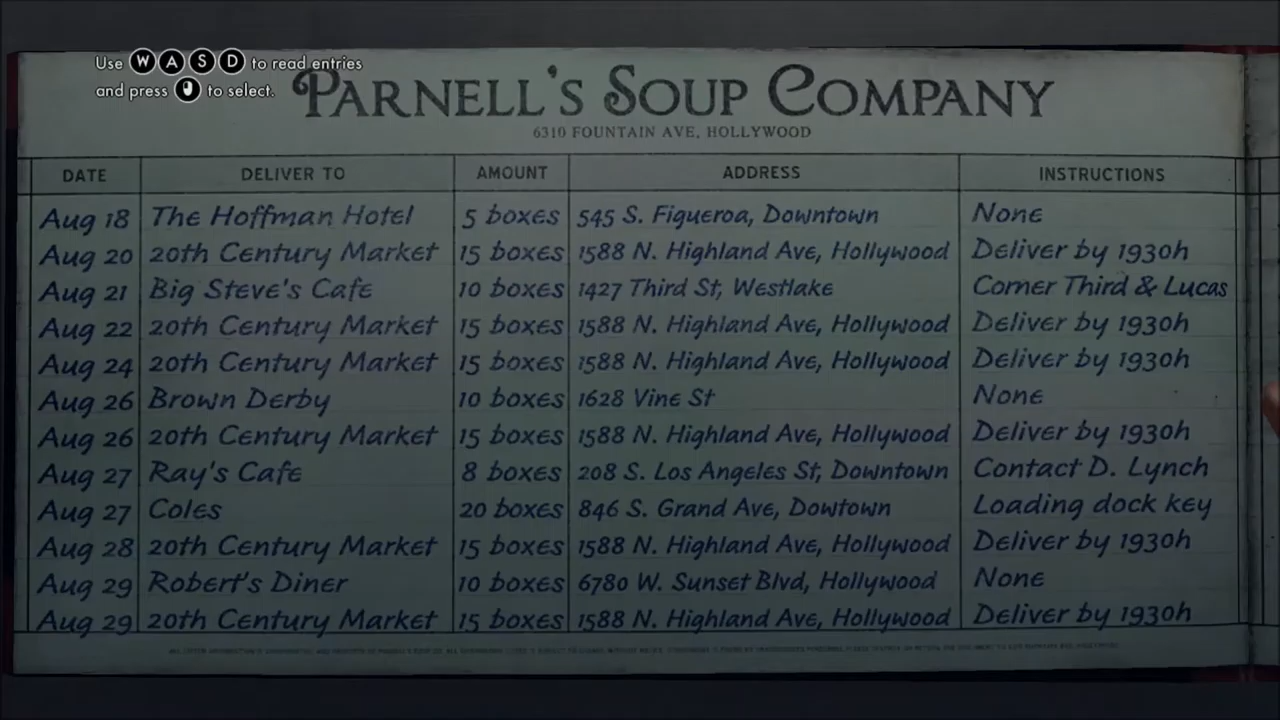 Use W A S D to read entries
and press to select.
PARNELL'S SOUP COMPANY
6310 FOUNTAIN AVE, HOLLYWOOD
DATE DELIVER TO AMOUNT ADDRESS INSTRUCTIONS
Aug 18 The Hoffman Hotel 5 boxes 545 S. Figueroa, Downtown None
Aug 20 20th Century Market 15 boxes 1588 N. Highland Ave, Hollywood Deliver by 1930h
Aug 21 Big Steve's Cafe 10 boxes 1427 Third St, Westlake Corner Third & Lucas
Aug 22 20th Century Market 15 boxes 1588 N. Highland Ave, Hollywood Deliver by 1930h
Aug 24 20th Century Market 15 boxes 1588 N. Highland Ave, Hollywood Deliver by 1930h
Aug 26 Brown Derby 10 boxes 1628 Vine St None
Aug 26 20th Century Market 15 boxes 1588 N. Highland Ave, Hollywood Deliver by 1930h
Aug 27 Ray's Cafe 8 boxes 208 S. Los Angeles St, Downtown Contact D. Lynch
Aug 27 Coles 20 boxes 846 S. Grand Ave, Dowtown Loading dock key
Aug 28 20th Century Market 15 boxes 1588 N. Highland Ave, Hollywood Deliver by 1930h
Aug 29 Robert's Diner 10 boxes 6780 W. Sunset Blvd, Hollywood None
Aug 29 20th Century Market 15 boxes 1588 N. Highland Ave, Hollywood Deliver by 1930h